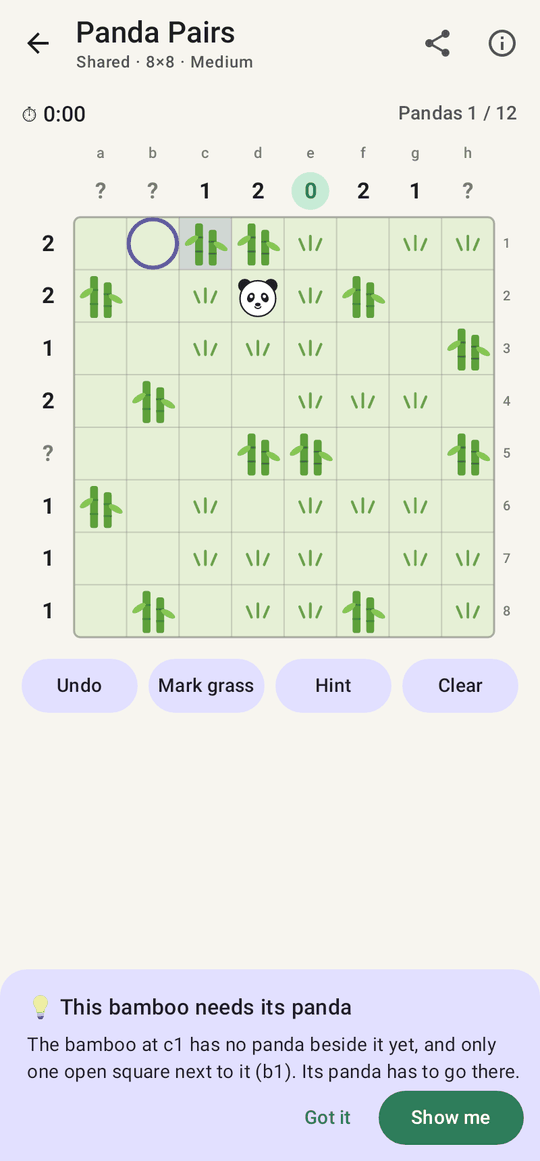 Panda Pairs
Shared · 8×8 · Medium
0:00
Pandas 1 / 12
a b c d e f g h
? ? 1 2 0 2 1 ?
2 1
2 2
1 3
2 4
? 5
1 6
1 7
1 8
Undo Mark grass Hint Clear
This bamboo needs its panda
The bamboo at c1 has no panda beside it yet, and only
one open square next to it (b1). Its panda has to go there.
Got it Show me